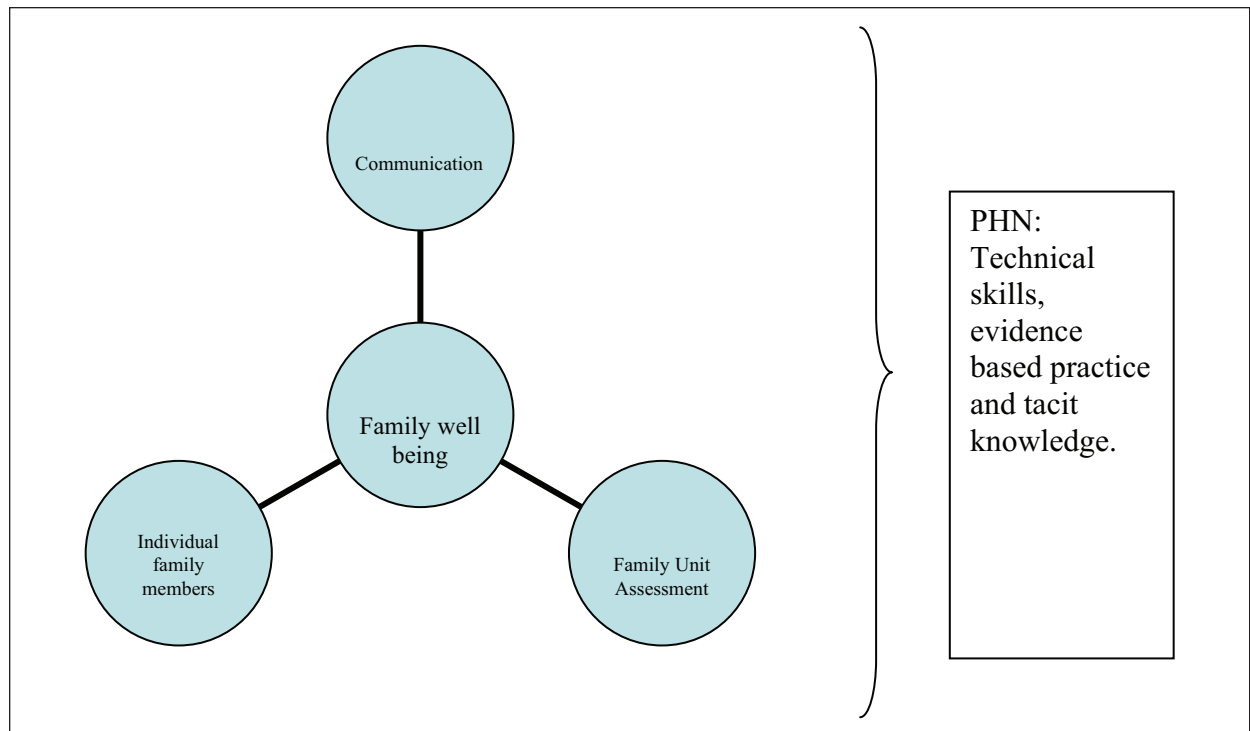 Communication
Family well
being
Individual
family
members
Family Unit
Assessment
PHN:
Technical
skills,
evidence
based practice
and tacit
knowledge.